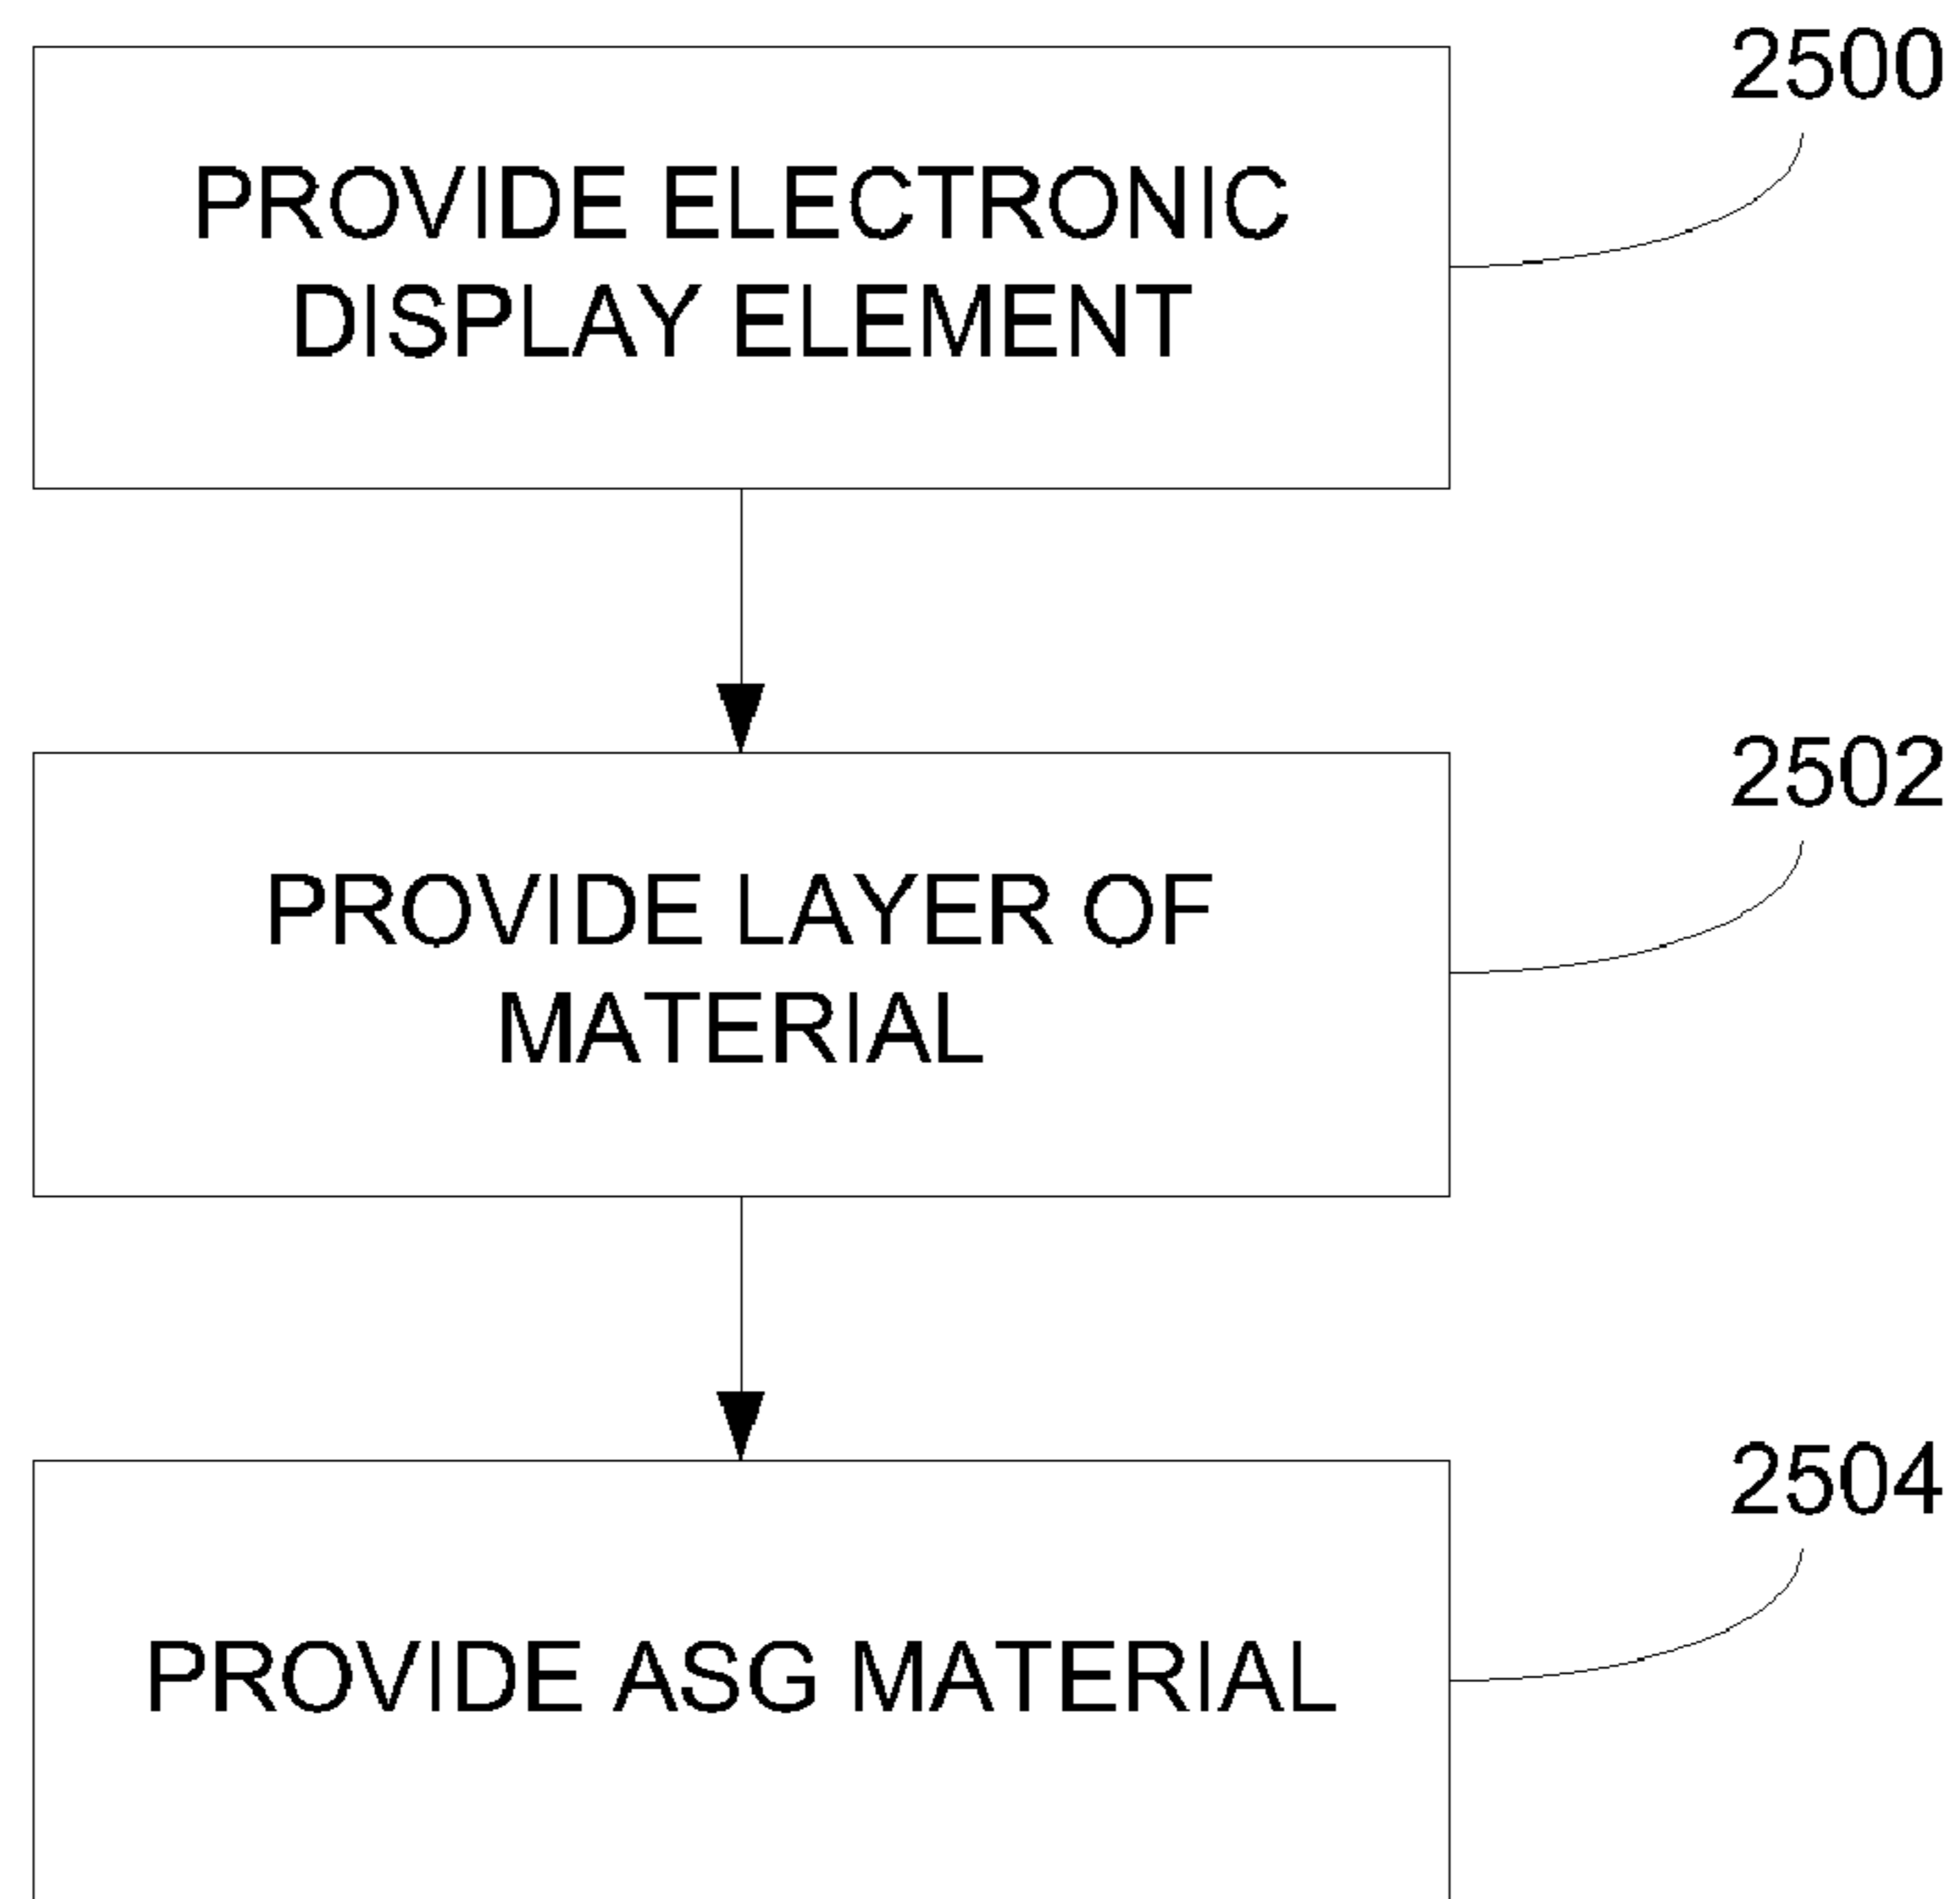 2500
PROVIDE ELECTRONIC
DISPLAY ELEMENT
2502
PROVIDE LAYER OF
MATERIAL
2504
PROVIDE ASG MATERIAL